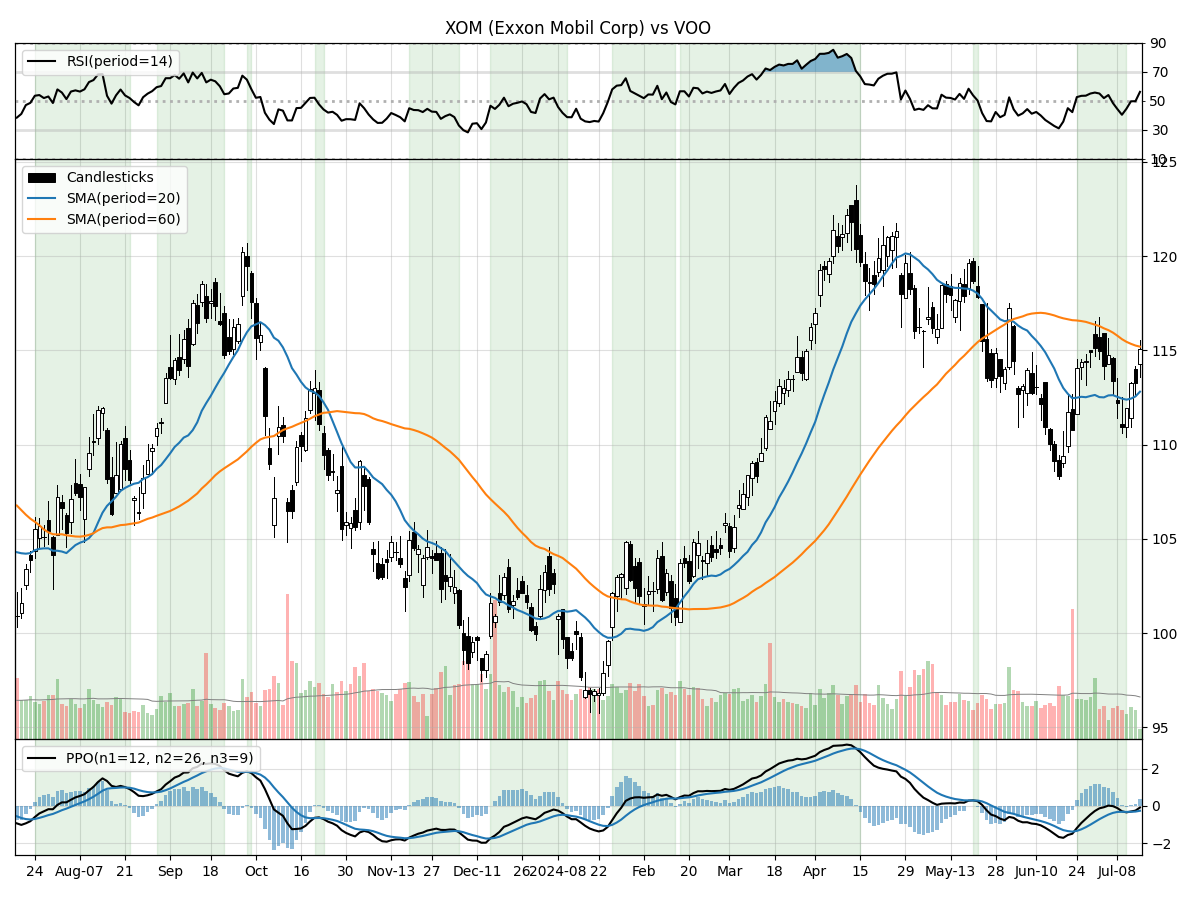 XOM (Exxon Mobil Corp) vs VOO
RSI(period=14)
90
70
50
30
10
Candlesticks
SMA(period=20)
SMA(period=60)
125
120
115
110
105
100
95
PPO(n1=12, n2=26, n3=9)
2
0
−2
24 Aug-07 21 Sep 18 Oct 16 30 Nov-13 27 Dec-11 26 2024-08 22 Feb 20 Mar 18 Apr 15 29 May-13 28 Jun-10 24 Jul-08